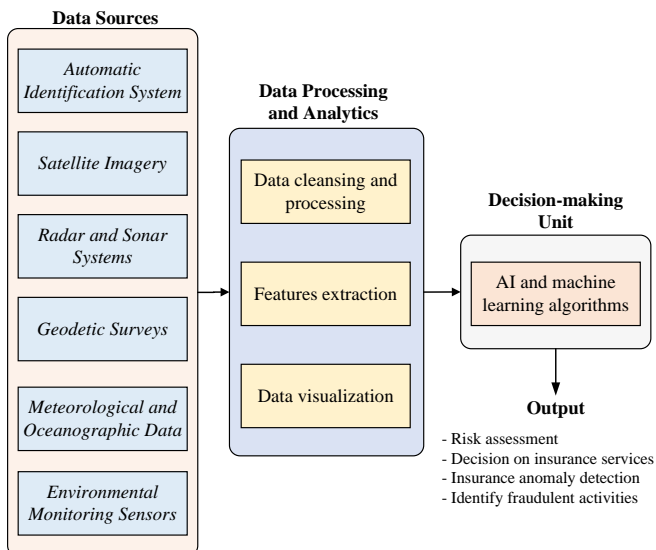 Data Sources
Automatic
Identification System
Satellite Imagery
Radar and Sonar
Systems
Geodetic Surveys
Meteorological and
Oceanographic Data
Environmental
Monitoring Sensors
Data Processing
and Analytics
Data cleansing and
processing
Features extraction
Data visualization
Decision-making
Unit
AI and machine
learning algorithms
Output
- Risk assessment
- Decision on insurance services
- Insurance anomaly detection
- Identify fraudulent activities